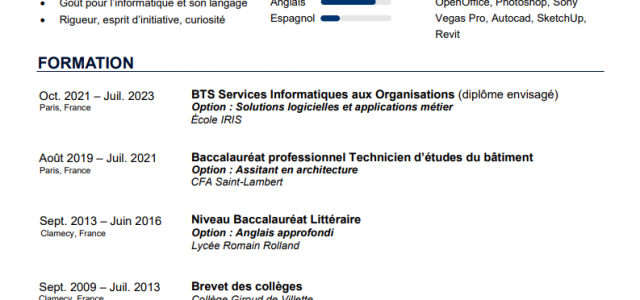 Goût pour l'informatique et son langage
Rigueur, esprit d'initiative, curiosité
Anglais
Espagnol
OpenOffice, Photoshop, Sony
Vegas Pro, Autocad, SketchUp,
Revit
FORMATION
Oct. 2021 – Juil. 2023
Paris, France
BTS Services Informatiques aux Organisations (diplôme envisagé)
Option : Solutions logicielles et applications métier
École IRIS
Août 2019 – Juil. 2021
Paris, France
Baccalauréat professionnel Technicien d'études du bâtiment
Option : Assitant en architecture
CFA Saint-Lambert
Sept. 2013 – Juin 2016
Clamecy, France
Niveau Baccalauréat Littéraire
Option : Anglais approfondi
Lycée Romain Rolland
Sept. 2009 – Juil. 2013
Clamecy, France
Brevet des collèges
Collège Giroud de Villette